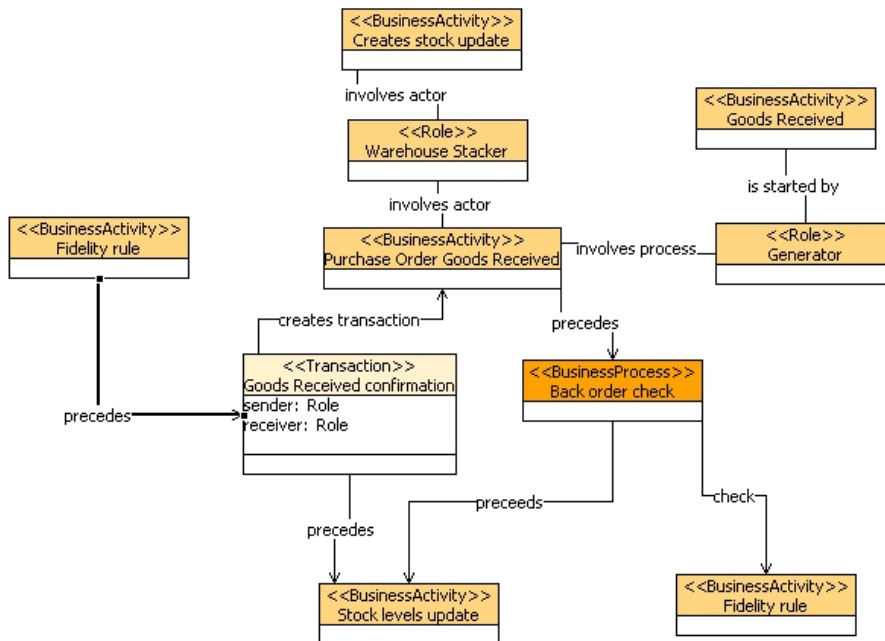 <<BusinessActivity>>
Creates stock update
involves actor
<<BusinessActivity>>
Goods Received
<<Role>>
Warehouse Stacker
is started by
involves actor
<<BusinessActivity>>
Fidelity rule
<<BusinessActivity>>
Purchase Order Goods Received
involves process
<<Role>>
Generator
creates transaction
precedes
<<Transaction>>
Goods Received confirmation
sender: Role
receiver: Role
<<BusinessProcess>>
Back order check
precedes
precedes
preceeds
check
<<BusinessActivity>>
Stock levels update
<<BusinessActivity>>
Fidelity rule